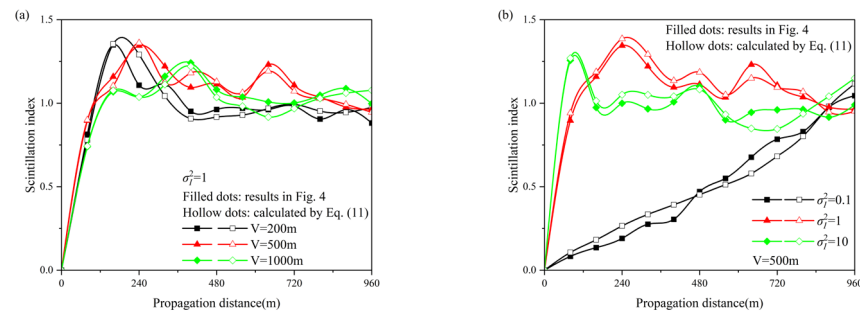 (a)
1.5
1.0
0.5
0.0
Scintillation index
σ_I^2=1
Filled dots: results in Fig. 4
Hollow dots: calculated by Eq. (11)
V=200m
V=500m
V=1000m
0 240 480 720 960
Propagation distance(m)
(b)
1.5
1.0
0.5
0.0
Scintillation index
Filled dots: results in Fig. 4
Hollow dots: calculated by Eq. (11)
σ_I^2=0.1
σ_I^2=1
σ_I^2=10
V=500m
0 240 480 720 960
Propagation distance(m)